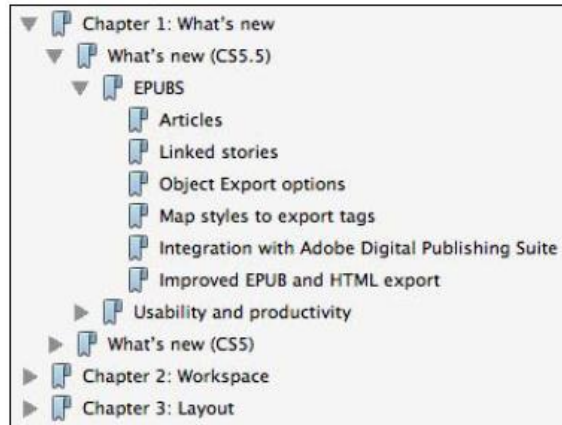 Chapter 1: What's new
What's new (CS5.5)
EPUBS
Articles
Linked stories
Object Export options
Map styles to export tags
Integration with Adobe Digital Publishing Suite
Improved EPUB and HTML export
Usability and productivity
What's new (CS5)
Chapter 2: Workspace
Chapter 3: Layout